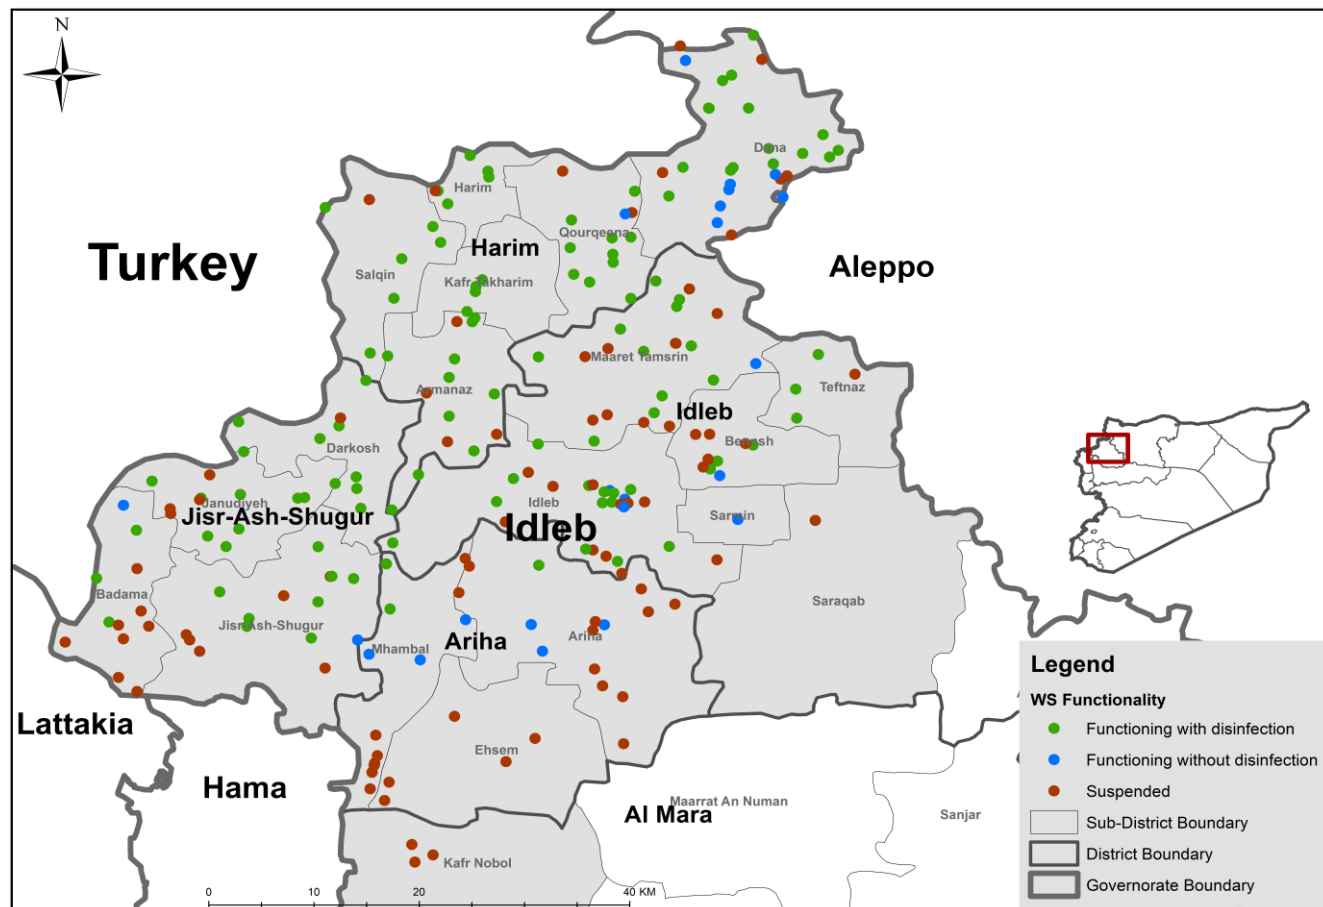 N
Dana
Harim
Turkey
Qourqeena
Harim
Aleppo
Salqin
Kafr Takharim
Maaret Tamsrin
Teftnaz
Armanaz
Idleb
Darkosh
Benesh
Janudiyeh
Idleb
Jisr-Ash-Shugur
Sarmin
Idleb
Badama
Saraqab
Jisr-Ash-Shugur
Ariha
Ariha
Mhambal
Legend
WS Functionality
Lattakia
Functioning with disinfection
Ehsem
Functioning without disinfection
Hama
Suspended
Maarrat An Numan
Al Mara
Sanjar
Sub-District Boundary
District Boundary
Kafr Nobol
Governorate Boundary
0 10 20 40 KM